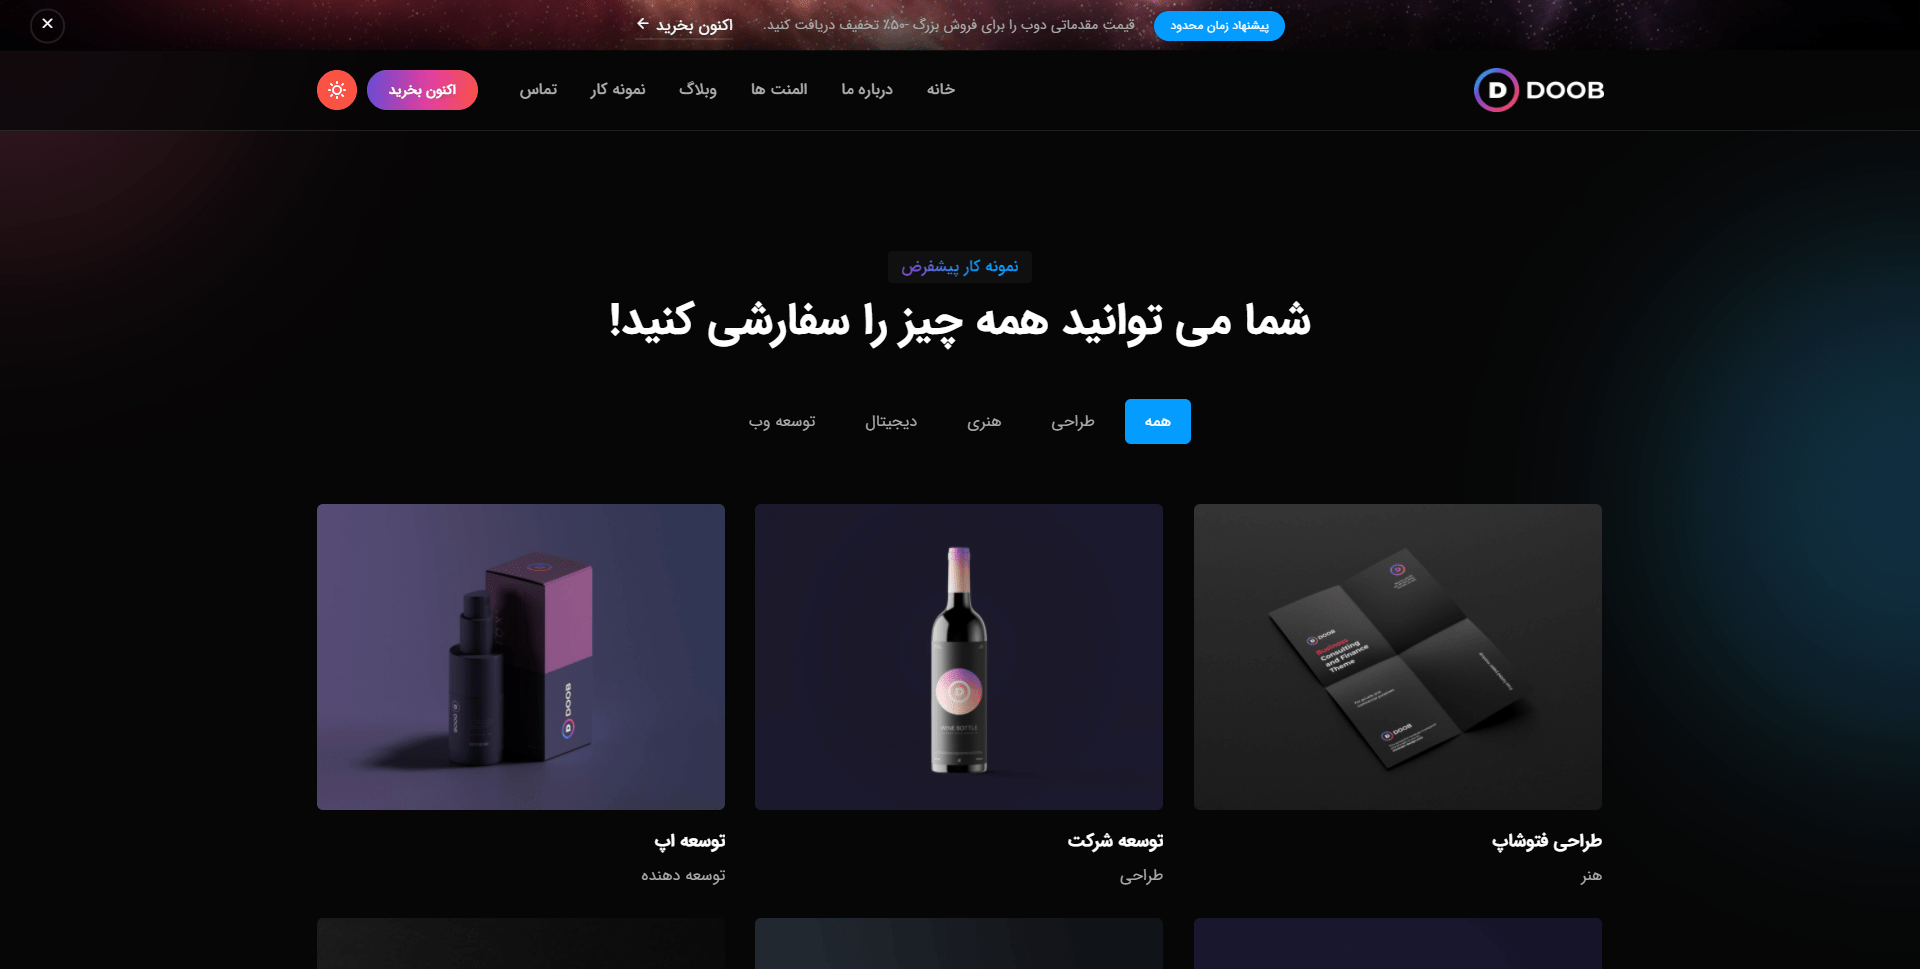 پیشنهاد زمان محدود
قیمت مقدماتی دوب را برای فروش بزرگ -۵۰٪ تخفیف دریافت کنید.
اکنون بخرید
DOOB
خانه
درباره ما
المنت ها
وبلاگ
نمونه کار
تماس
اکنون بخرید
نمونه کار پیشفرض
شما می توانید همه چیز را سفارشی کنید!
همه
طراحی
هنری
دیجیتال
توسعه وب
DOOB
Business
Consulting
and Finance
Theme
DOOB
WINE BOTTLE
DOOB
DOOB
طراحی فتوشاپ
هنر
توسعه شرکت
طراحی
توسعه اپ
توسعه دهنده